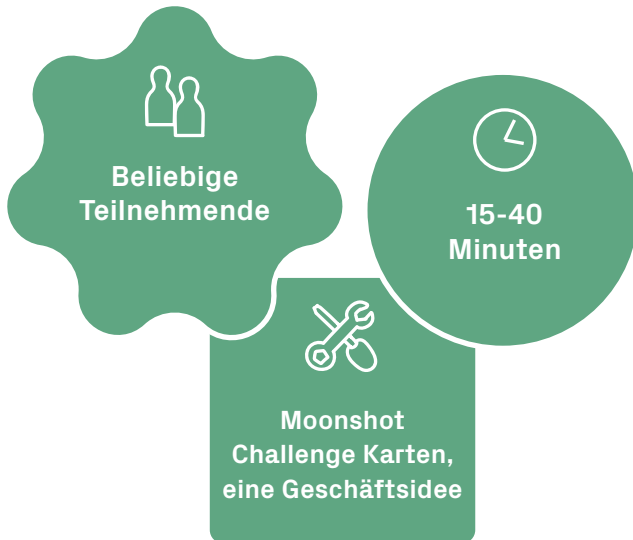 Beliebige
Teilnehmende
15-40
Minuten
Moonshot
Challenge Karten,
eine Geschäftsidee